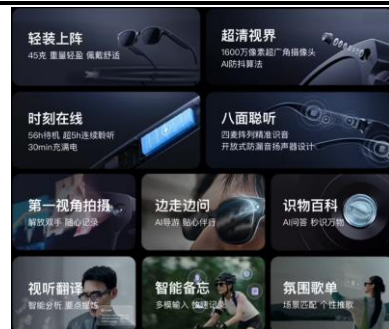 轻装上阵
45克 重量轻盈 佩戴舒适
超清视界
1600万像素超广角摄像头
AI防抖算法
时刻在线
56h待机 超5h连续聆听
30min充满电
八面聪听
四麦阵列精准识音
开放式防漏音扬声器设计
第一视角拍摄
解放双手 随心记录
边走边问
AI导游 贴心伴行
识物百科
AI问答 秒识万物
视听翻译
智能分析 要点提炼
智能备忘
多模输入 快速记录
氛围歌单
场景匹配 个性推歌